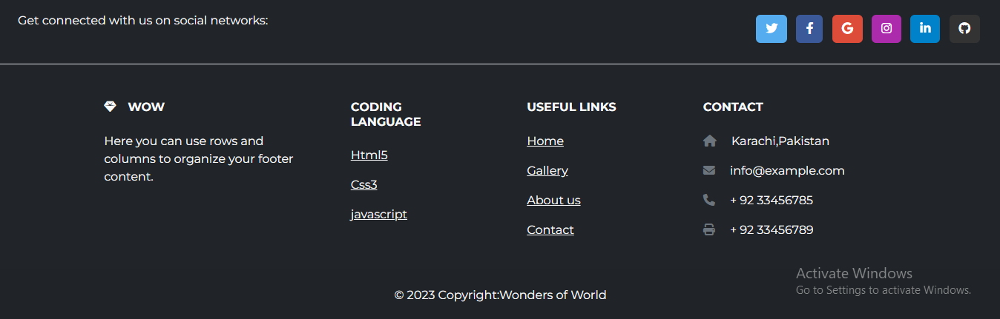 Get connected with us on social networks:
WOW
Here you can use rows and
columns to organize your footer
content.
CODING
LANGUAGE
Html5
Css3
javascript
USEFUL LINKS
Home
Gallery
About us
Contact
CONTACT
Karachi,Pakistan
info@example.com
+ 92 33456785
+ 92 33456789
Activate Windows
Go to Settings to activate Windows.
© 2023 Copyright:Wonders of World